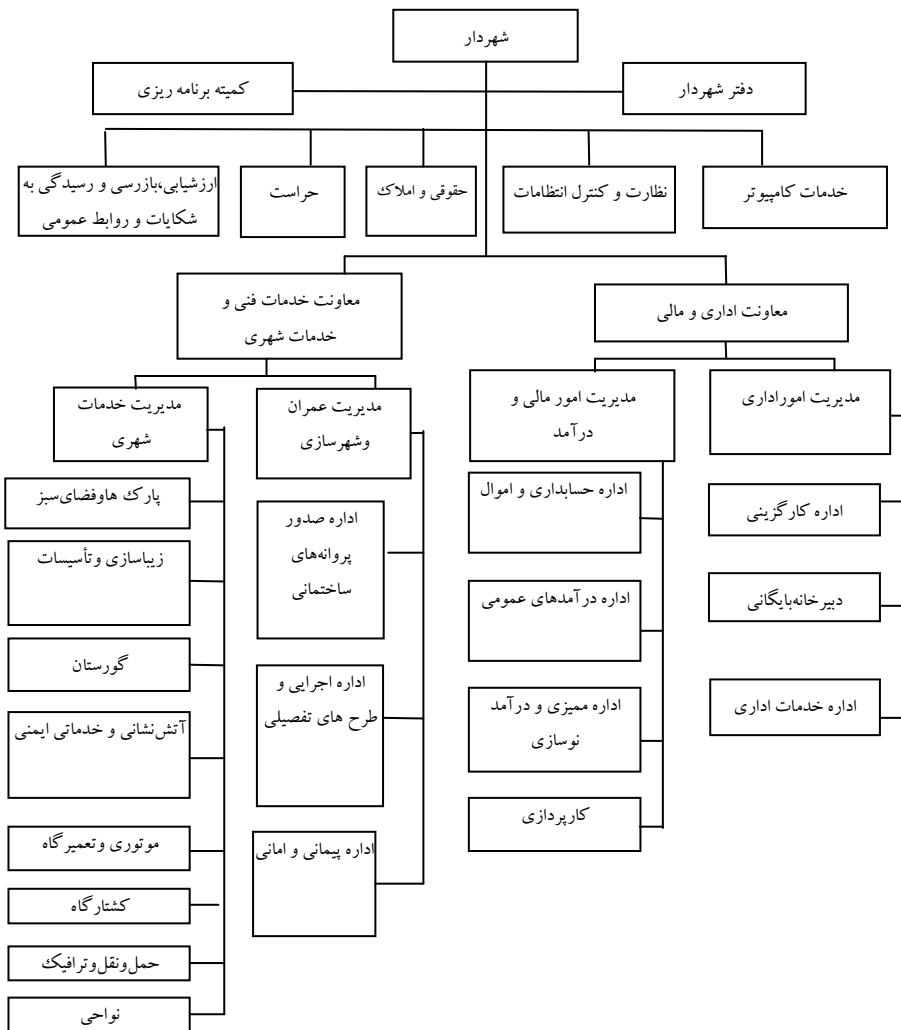 شهردار
دفتر شهردار
کمیته برنامه ریزی
خدمات کامپیوتر
نظارت و کنترل انتظامات
حقوقی و املاک
حراست
ارزشیابی،بازرسی و رسیدگی به
شکایات و روابط عمومی
معاونت اداری و مالی
معاونت خدمات فنی و
خدمات شهری
مدیریت اموراداری
مدیریت امور مالی و
درآمد
مدیریت عمران
وشهرسازی
مدیریت خدمات
شهری
اداره کارگزینی
دبیرخانه‌بایگانی
اداره خدمات اداری
اداره حسابداری و اموال
اداره درآمدهای عمومی
اداره ممیزی و درآمد
نوسازی
کارپردازی
اداره صدور
پروانه‌های
ساختمانی
اداره اجرایی و
طرح های تفصیلی
اداره پیمانی و امانی
پارک هاوفضای‌سبز
زیباسازی وتأسیسات
گورستان
آتش‌نشانی و خدماتی ایمنی
موتوری وتعمیرگاه
کشتارگاه
حمل‌ونقل‌وترافیک
نواحی